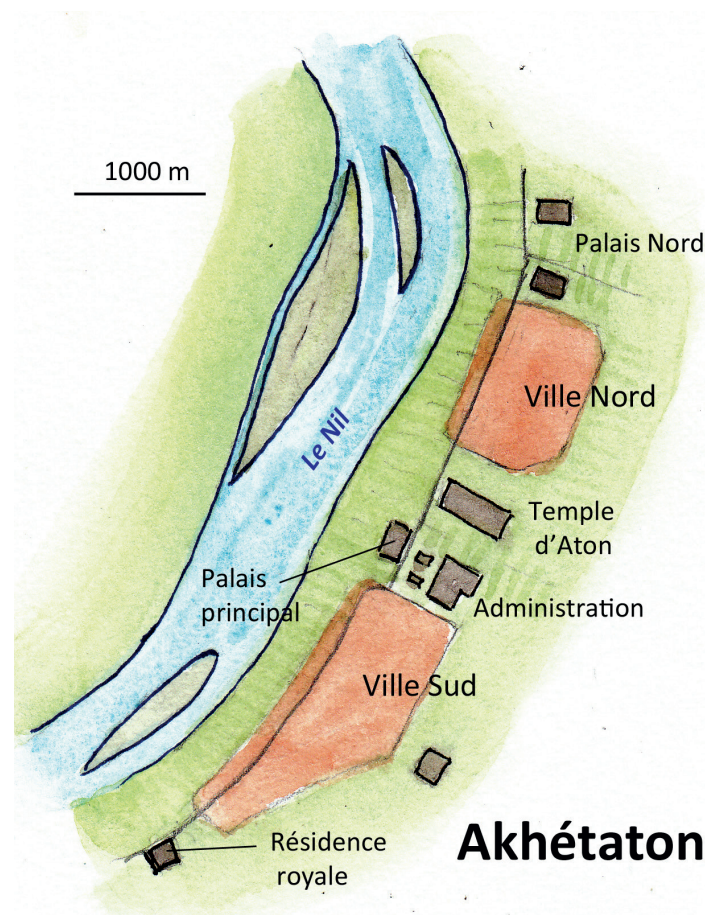 1000 m
Palais Nord
Ville Nord
Le Nil
Temple
d’Aton
Palais
principal
Administration
Ville Sud
Akhétaton
Résidence
royale